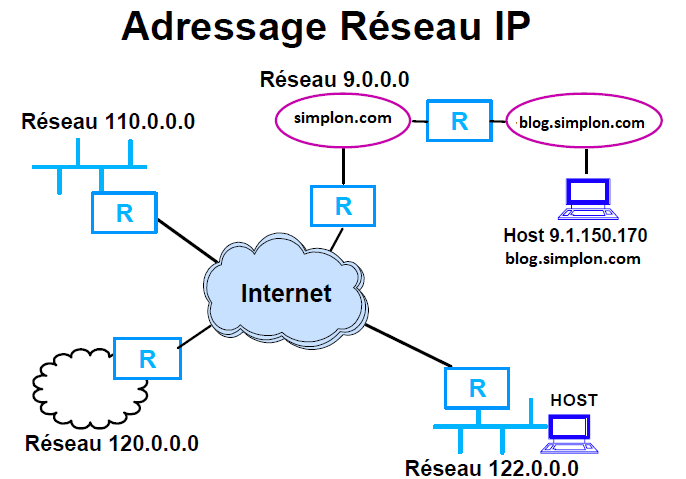 Adressage Réseau IP
Réseau 9.0.0.0
Réseau 110.0.0.0
simplon.com
R
blog.simplon.com
R
R
Host 9.1.150.170
blog.simplon.com
Internet
R
R
HOST
Réseau 120.0.0.0
Réseau 122.0.0.0